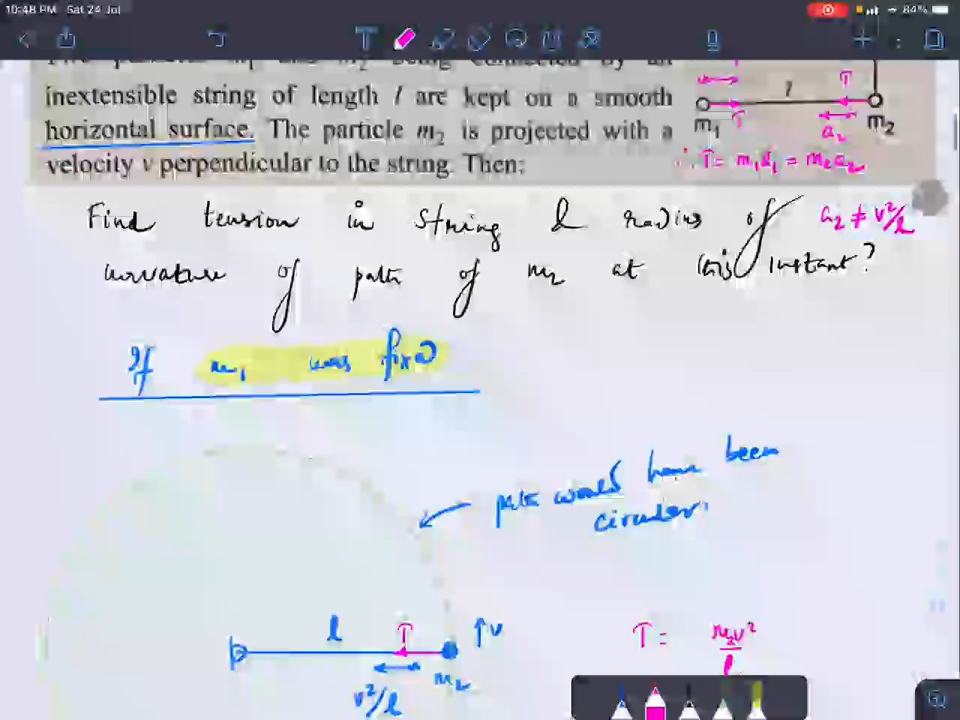 10:48 PM Sat 24 Jul
84%
inextensible string of length l are kept on a smooth
horizontal surface. The particle m₂ is projected with a
velocity v perpendicular to the string. Then:
T
l
T
m₁
T
a₂
m₂
∴ T = m₁a₁ = m₂a₂
Find tension in string & radius of
a₂ ≠ v²/l
curvature of path of m₂ at this instant?
If m₁ was fixed
path would have been
circular.
l
T
↑v
m₂
v²/l
T = m₂v²/l